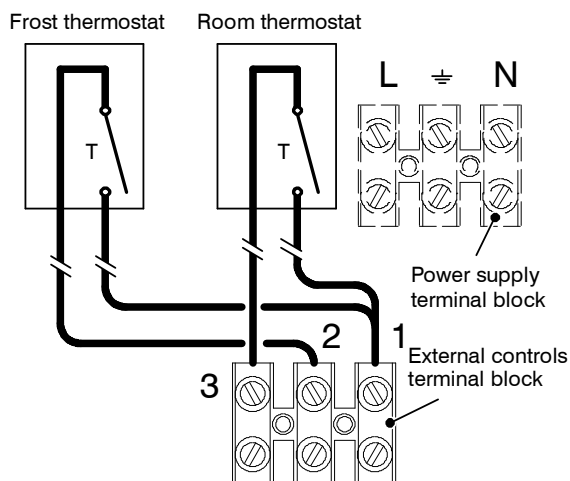 Frost thermostat
Room thermostat
L ⏚ N
T
T
Power supply
terminal block
2
1
External controls
terminal block
3